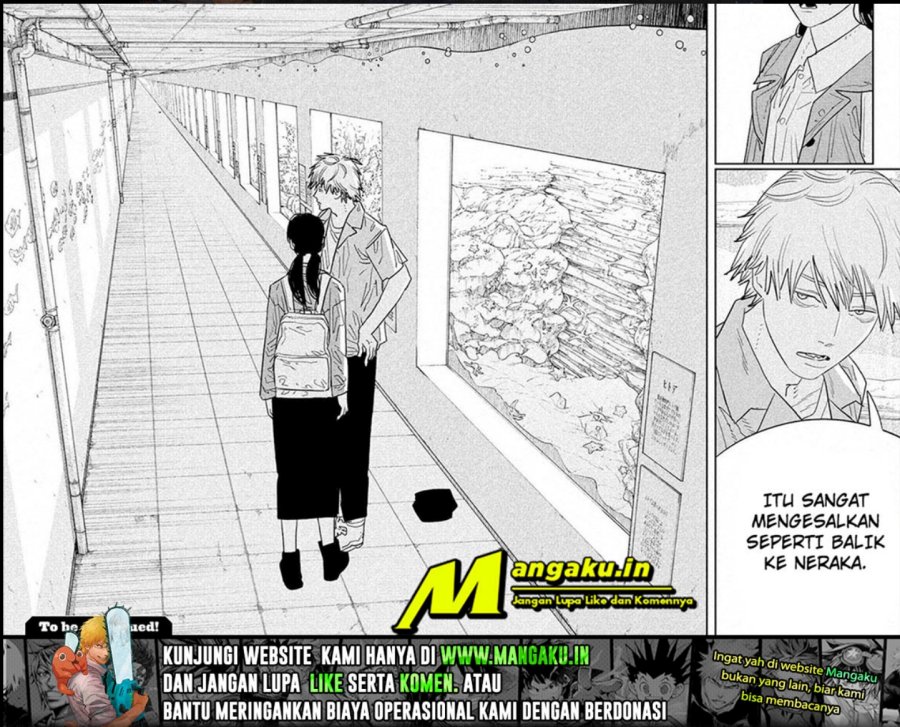 ITU SANGAT
MENGESALKAN
SEPERTI BALIK
KE NERAKA.
Mangaku.in
Jangan Lupa Like dan Komennya
To be ued!
KUNJUNGI WEBSITE KAMI HANYA DI WWW.MANGAKU.IN
DAN JANGAN LUPA LIKE SERTA KOMEN. ATAU
BANTU MERINGANKAN BIAYA OPERASIONAL KAMI DENGAN BERDONASI
Ingat yah di website Mangaku
bukan yang lain, biar kami
bisa membacanya